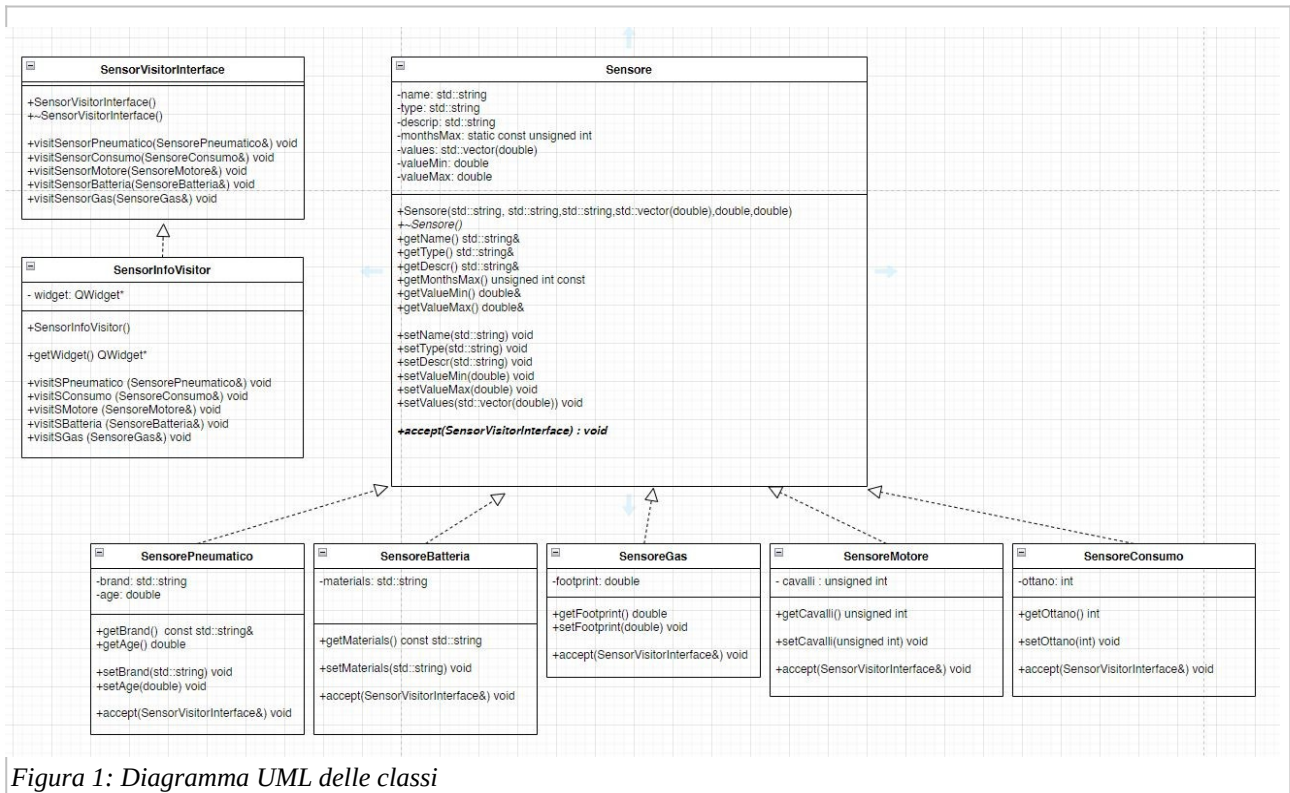 SensorVisitorInterface
+SensorVisitorInterface()
+~SensorVisitorInterface()
+visitSensorPneumatico(SensorePneumatico&) void
+visitSensorConsumo(SensoreConsumo&) void
+visitSensorMotore(SensoreMotore&) void
+visitSensorBatteria(SensoreBatteria&) void
+visitSensorGas(SensoreGas&) void
SensorInfoVisitor
- widget: QWidget*
+SensorInfoVisitor()
+getWidget() QWidget*
+visitSPneumatico (SensorePneumatico&) void
+visitSConsumo (SensoreConsumo&) void
+visitSMotore (SensoreMotore&) void
+visitSBatteria (SensoreBatteria&) void
+visitSGas (SensoreGas&) void
Sensore
-name: std::string
-type: std::string
-descrip: std::string
-monthsMax: static const unsigned int
-values: std::vector(double)
-valueMin: double
-valueMax: double
+Sensore(std::string, std::string,std::string,std::vector(double),double,double)
+~Sensore()
+getName() std::string&
+getType() std::string&
+getDescr() std::string&
+getMonthsMax() unsigned int const
+getValueMin() double&
+getValueMax() double&
+setName(std::string) void
+setType(std::string) void
+setDescr(std::string) void
+setValueMin(double) void
+setValueMax(double) void
+setValues(std::vector(double)) void
+accept(SensorVisitorInterface) : void
SensorePneumatico
-brand: std::string
-age: double
+getBrand() const std::string&
+getAge() double
+setBrand(std::string) void
+setAge(double) void
+accept(SensorVisitorInterface&) void
SensoreBatteria
-materials: std::string
+getMaterials() const std::string
+setMaterials(std::string) void
+accept(SensorVisitorInterface&) void
SensoreGas
-footprint: double
+getFootprint() double
+setFootprint(double) void
+accept(SensorVisitorInterface&) void
SensoreMotore
- cavalli : unsigned int
+getCavalli() unsigned int
+setCavalli(unsigned int) void
+accept(SensorVisitorInterface&) void
SensoreConsumo
-ottano: int
+getOttano() int
+setOttano(int) void
+accept(SensorVisitorInterface&) void
Figura 1: Diagramma UML delle classi